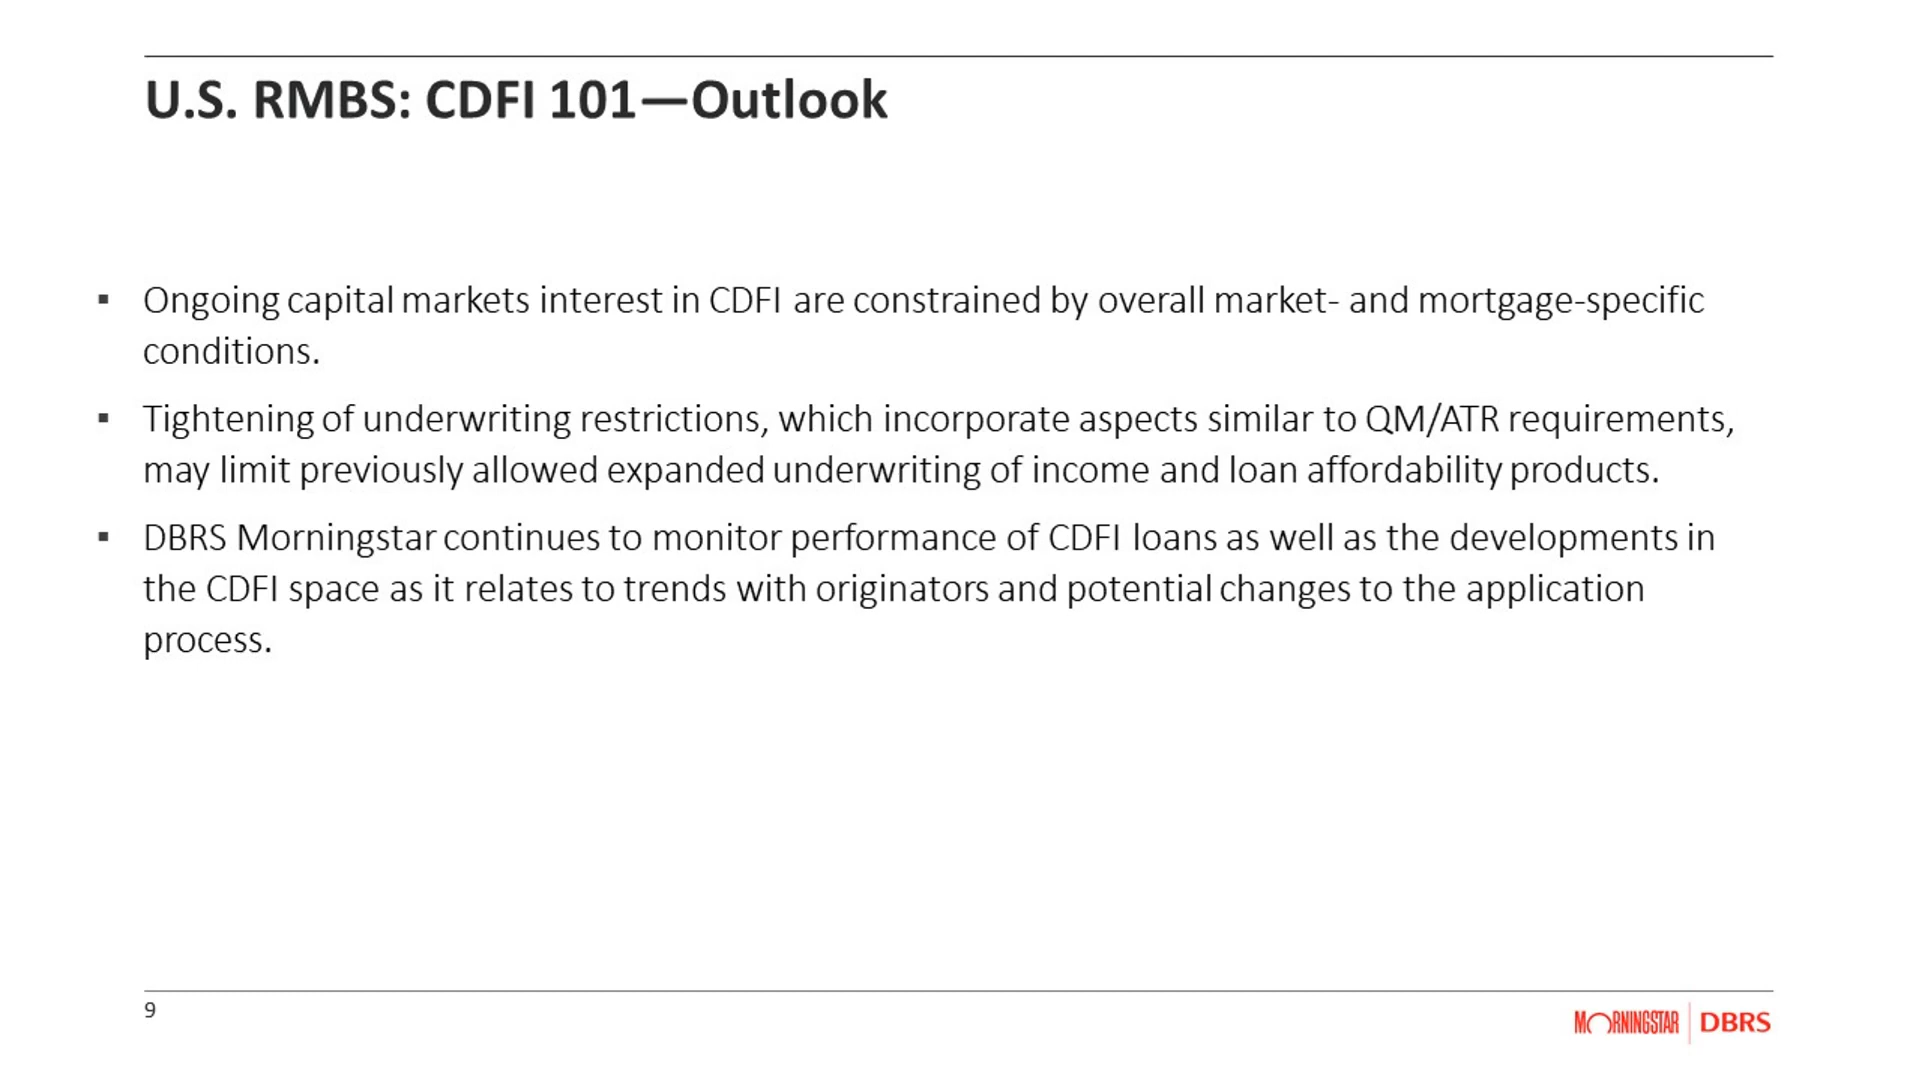 U.S. RMBS: CDFI 101—Outlook
▪ Ongoing capital markets interest in CDFI are constrained by overall market- and mortgage-specific
conditions.
▪ Tightening of underwriting restrictions, which incorporate aspects similar to QM/ATR requirements,
may limit previously allowed expanded underwriting of income and loan affordability products.
▪ DBRS Morningstar continues to monitor performance of CDFI loans as well as the developments in
the CDFI space as it relates to trends with originators and potential changes to the application
process.
9
MORNINGSTAR | DBRS